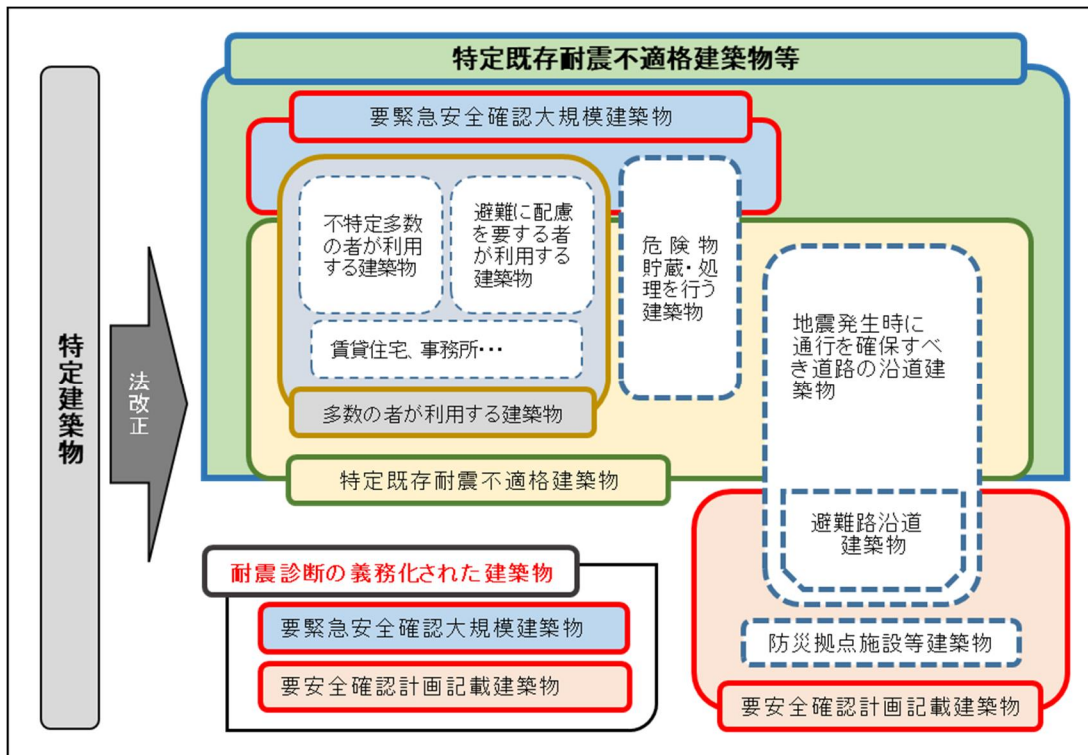 特定建築物
法改正
特定既存耐震不適格建築物等
要緊急安全確認大規模建築物
不特定多数
の者が利用
する建築物
避難に配慮
を要する者
が利用する
建築物
危険物
貯蔵・処
理を行う
建築物
賃貸住宅、事務所・・・
多数の者が利用する建築物
地震発生時に
通行を確保すべ
き道路の沿道建
築物
特定既存耐震不適格建築物
避難路沿道
建築物
防災拠点施設等建築物
要安全確認計画記載建築物
耐震診断の義務化された建築物
要緊急安全確認大規模建築物
要安全確認計画記載建築物